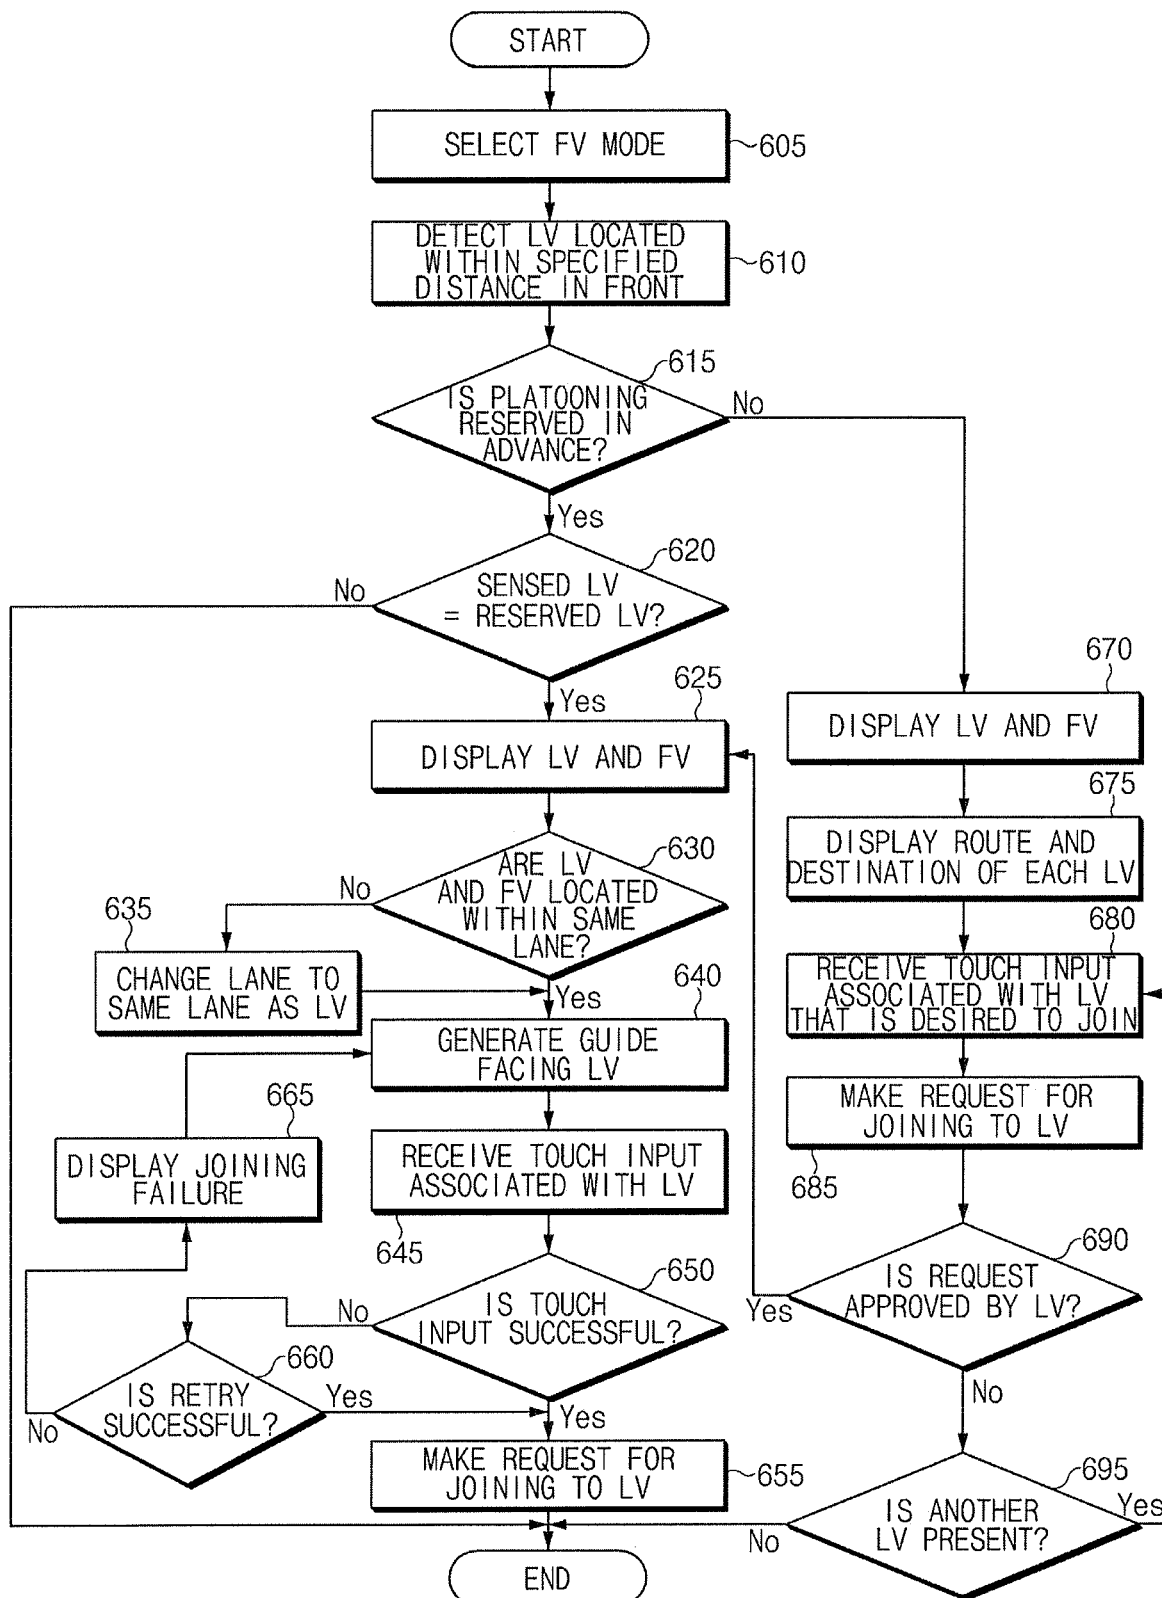 START
SELECT FV MODE
605
DETECT LV LOCATED
WITHIN SPECIFIED
DISTANCE IN FRONT
610
615
IS PLATOONING
RESERVED IN
ADVANCE?
No
Yes
620
SENSED LV
= RESERVED LV?
No
Yes
625
DISPLAY LV AND FV
630
ARE LV
AND FV LOCATED
WITHIN SAME
LANE?
No
Yes
635
CHANGE LANE TO
SAME LANE AS LV
640
GENERATE GUIDE
FACING LV
665
DISPLAY JOINING
FAILURE
RECEIVE TOUCH INPUT
ASSOCIATED WITH LV
645
650
IS TOUCH
INPUT SUCCESSFUL?
No
Yes
660
IS RETRY
SUCCESSFUL?
No
Yes
MAKE REQUEST FOR
JOINING TO LV
655
670
DISPLAY LV AND FV
675
DISPLAY ROUTE AND
DESTINATION OF EACH LV
680
RECEIVE TOUCH INPUT
ASSOCIATED WITH LV
THAT IS DESIRED TO JOIN
MAKE REQUEST FOR
JOINING TO LV
685
690
IS REQUEST
APPROVED BY LV?
Yes
No
695
IS ANOTHER
LV PRESENT?
Yes
No
END